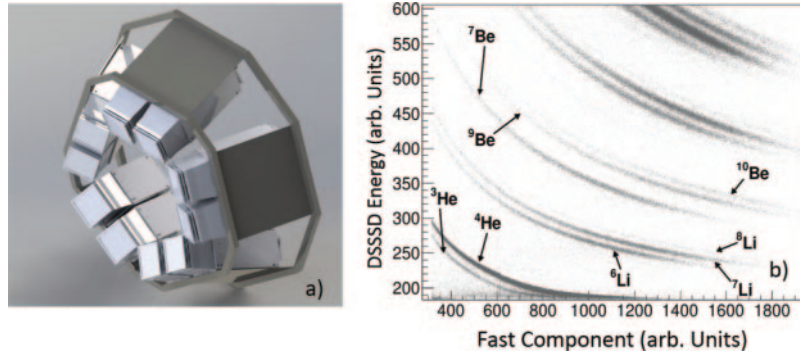 a)
DSSSD Energy (arb. Units)
600
550
500
450
400
350
300
250
200
⁷Be
⁹Be
¹⁰Be
³He
⁴He
⁸Li
⁶Li
⁷Li
b)
400 600 800 1000 1200 1400 1600 1800
Fast Component (arb. Units)